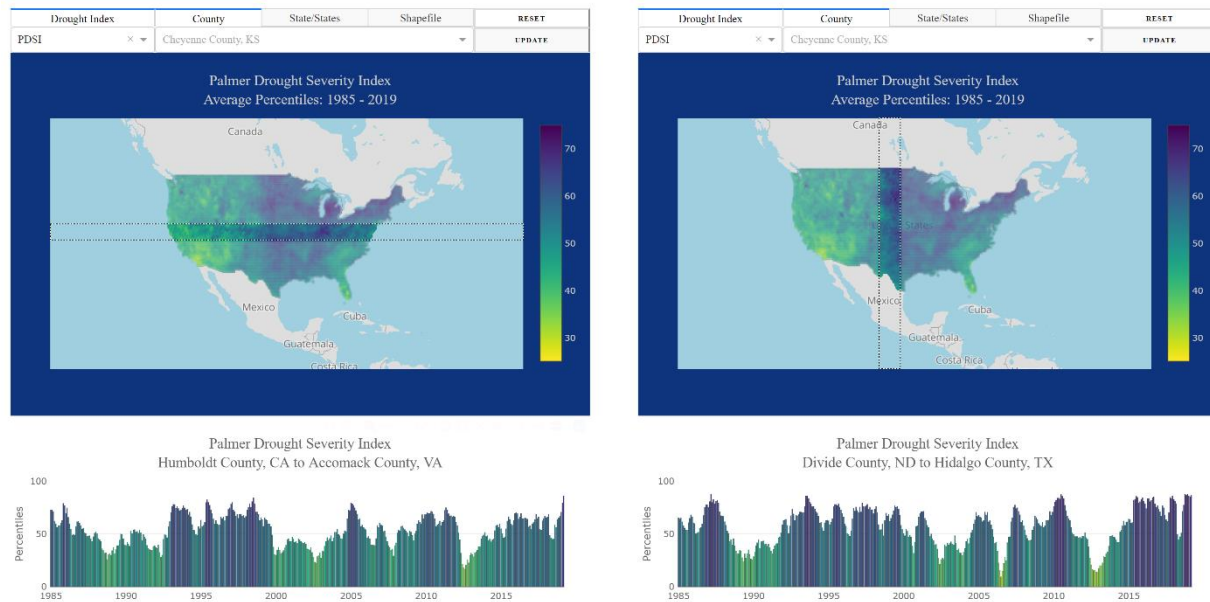 Drought Index County State/States Shapefile RESET
PDSI × Cheyenne County, KS UPDATE
Palmer Drought Severity Index
Average Percentiles: 1985 - 2019
Canada
Mexico
Cuba
Guatemala
Costa Rica
70
60
50
40
30
Palmer Drought Severity Index
Humboldt County, CA to Accomack County, VA
Percentiles
100
50
0
1985 1990 1995 2000 2005 2010 2015
Drought Index County State/States Shapefile RESET
PDSI × Cheyenne County, KS UPDATE
Palmer Drought Severity Index
Average Percentiles: 1985 - 2019
Canada
States
Mexico
Cuba
Guatemala
Costa Rica
70
60
50
40
30
Palmer Drought Severity Index
Divide County, ND to Hidalgo County, TX
Percentiles
100
50
0
1985 1990 1995 2000 2005 2010 2015